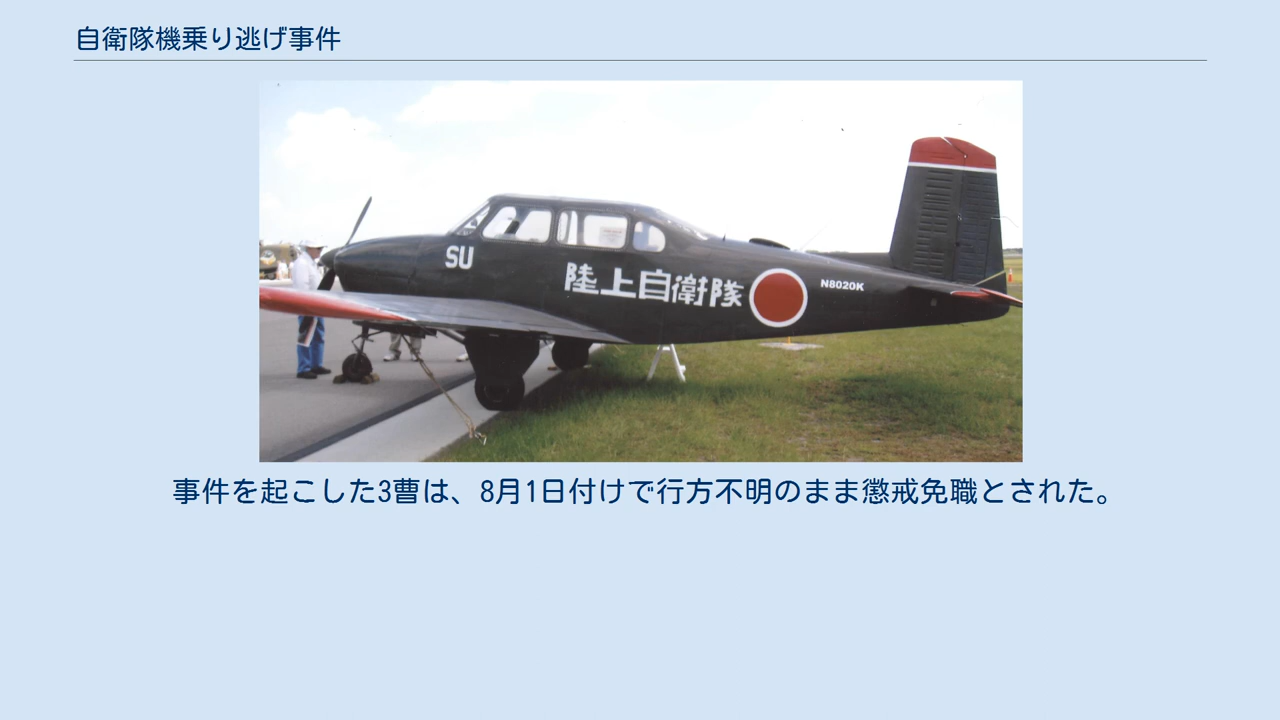 自衛隊機乗り逃げ事件
SU
陸上自衛隊
N8020K
事件を起こした3曹は、8月1日付けで行方不明のまま懲戒免職とされた。